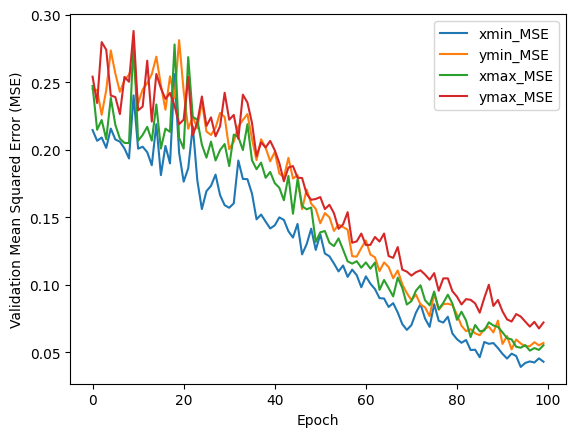 0.30
0.25
0.20
0.15
0.10
0.05
Validation Mean Squared Error (MSE)
xmin_MSE
ymin_MSE
xmax_MSE
ymax_MSE
0 20 40 60 80 100
Epoch